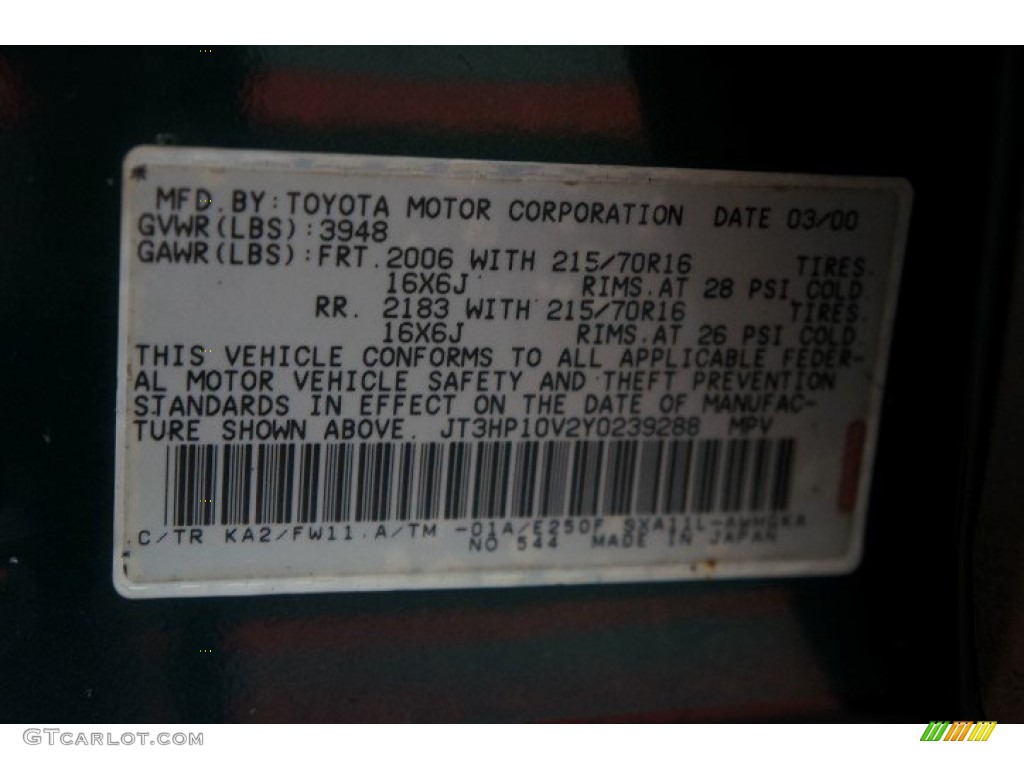 MFD. BY: TOYOTA MOTOR CORPORATION DATE 03/00
GVWR(LBS): 3948
GAWR(LBS): FRT. 2006 WITH 215/70R16 TIRES.
16X6J RIMS. AT 28 PSI COLD.
RR. 2183 WITH 215/70R16 TIRES.
16X6J RIMS. AT 26 PSI COLD.
THIS VEHICLE CONFORMS TO ALL APPLICABLE FEDER-
AL MOTOR VEHICLE SAFETY AND THEFT PREVENTION
STANDARDS IN EFFECT ON THE DATE OF MANUFAC-
TURE SHOWN ABOVE. JT3HP10V2Y0239288 MPV
C/TR KA2/FW11 A/TM -01A/E250F
NO 544 MADE IN JAPAN
GTCARLOT.COM